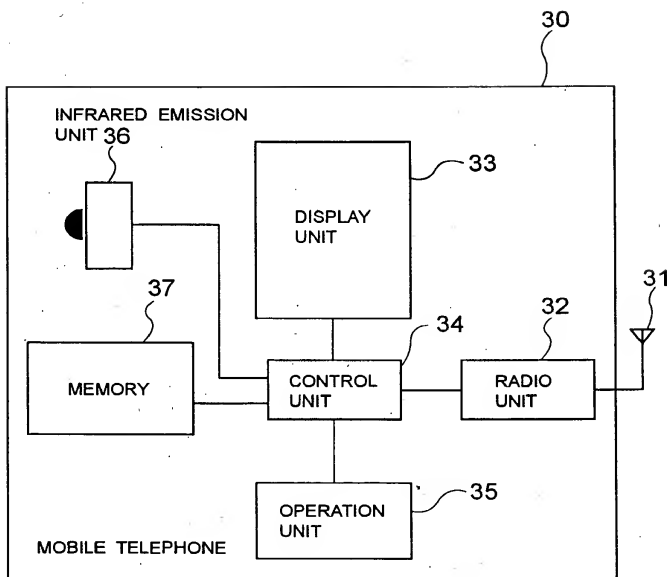 30
INFRARED EMISSION
UNIT 36
33
DISPLAY
UNIT
31
37
34
32
MEMORY
CONTROL
UNIT
RADIO
UNIT
35
OPERATION
UNIT
MOBILE TELEPHONE